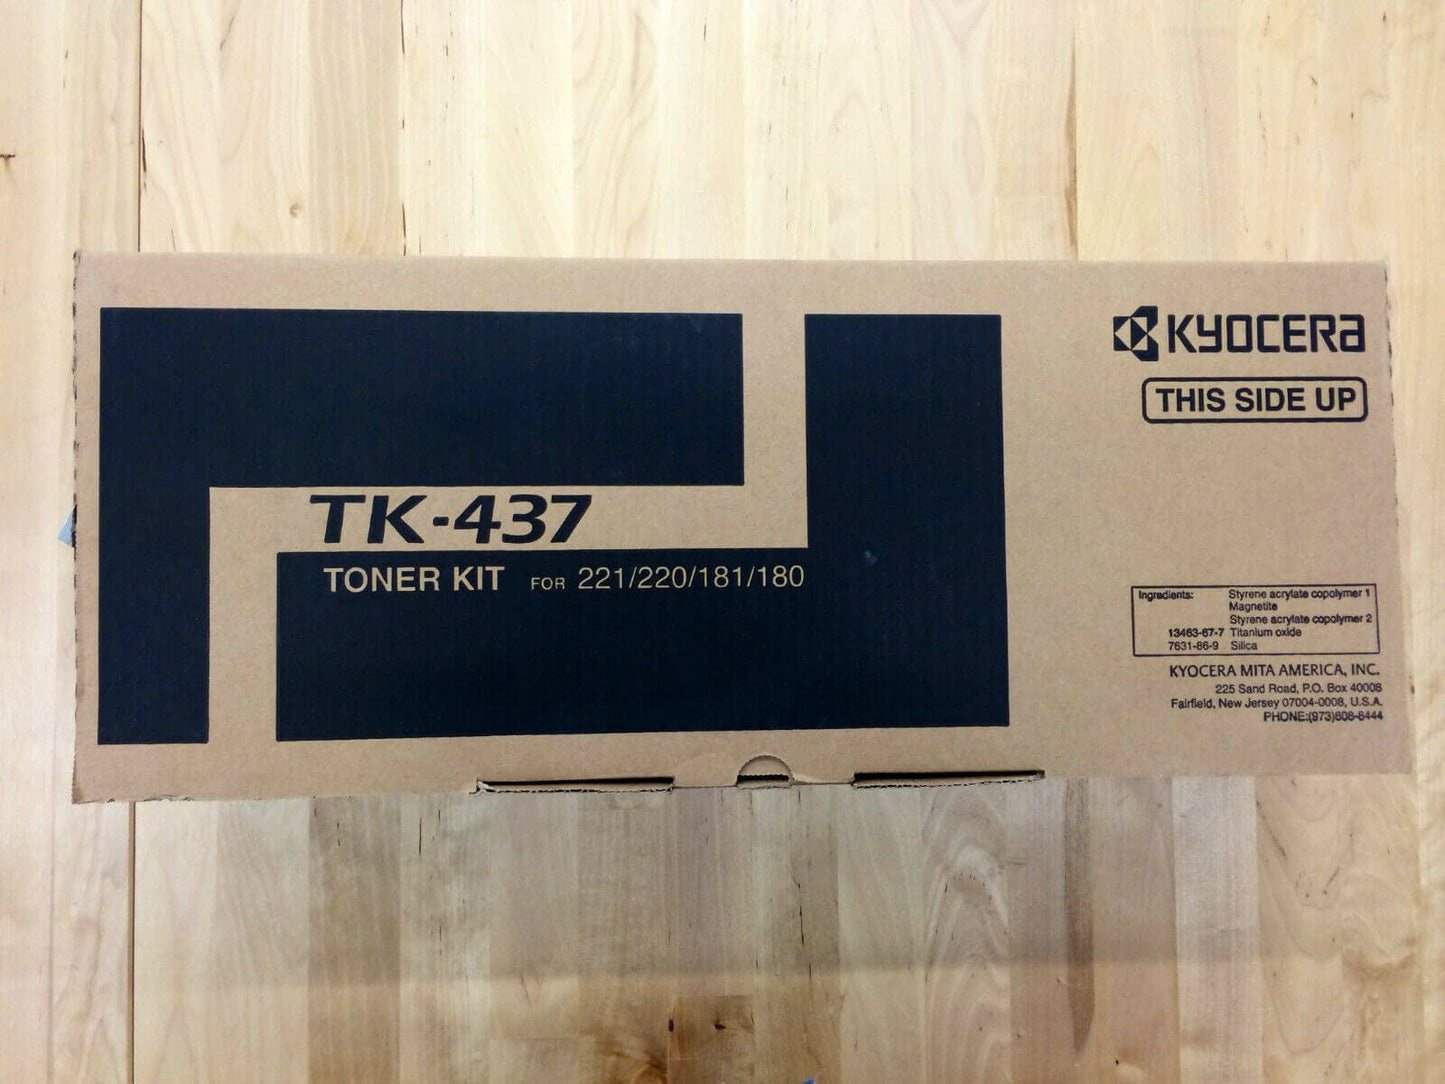 KYOCERa
THIS SIDE UP
TK-437
TONER KIT FOR 221/220/181/180
Ingredients: Styrene acrylate copolymer 1
Magnetite
Styrene acrylate copolymer 2
13463-67-7 Titanium oxide
7631-86-9 Silica
KYOCERA MITA AMERICA, INC.
225 Sand Road, P.O. Box 40008
Fairfield, New Jersey 07004-0008, U.S.A.
PHONE:(973)808-8444